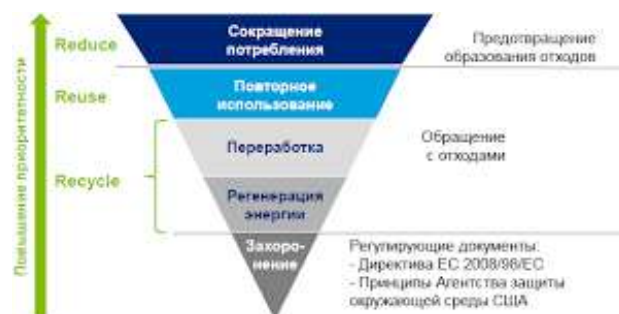 Повышение приоритетности
Reduce
Сокращение
потребления
Предотвращение
образования отходов
Reuse
Повторное
использование
Recycle
Переработка
Обращение
с отходами
Регенерация
энергии
Захоро-
нение
Регулирующие документы:
- Директива ЕС 2008/98/ЕС
- Принципы Агентства защиты
окружающей среды США